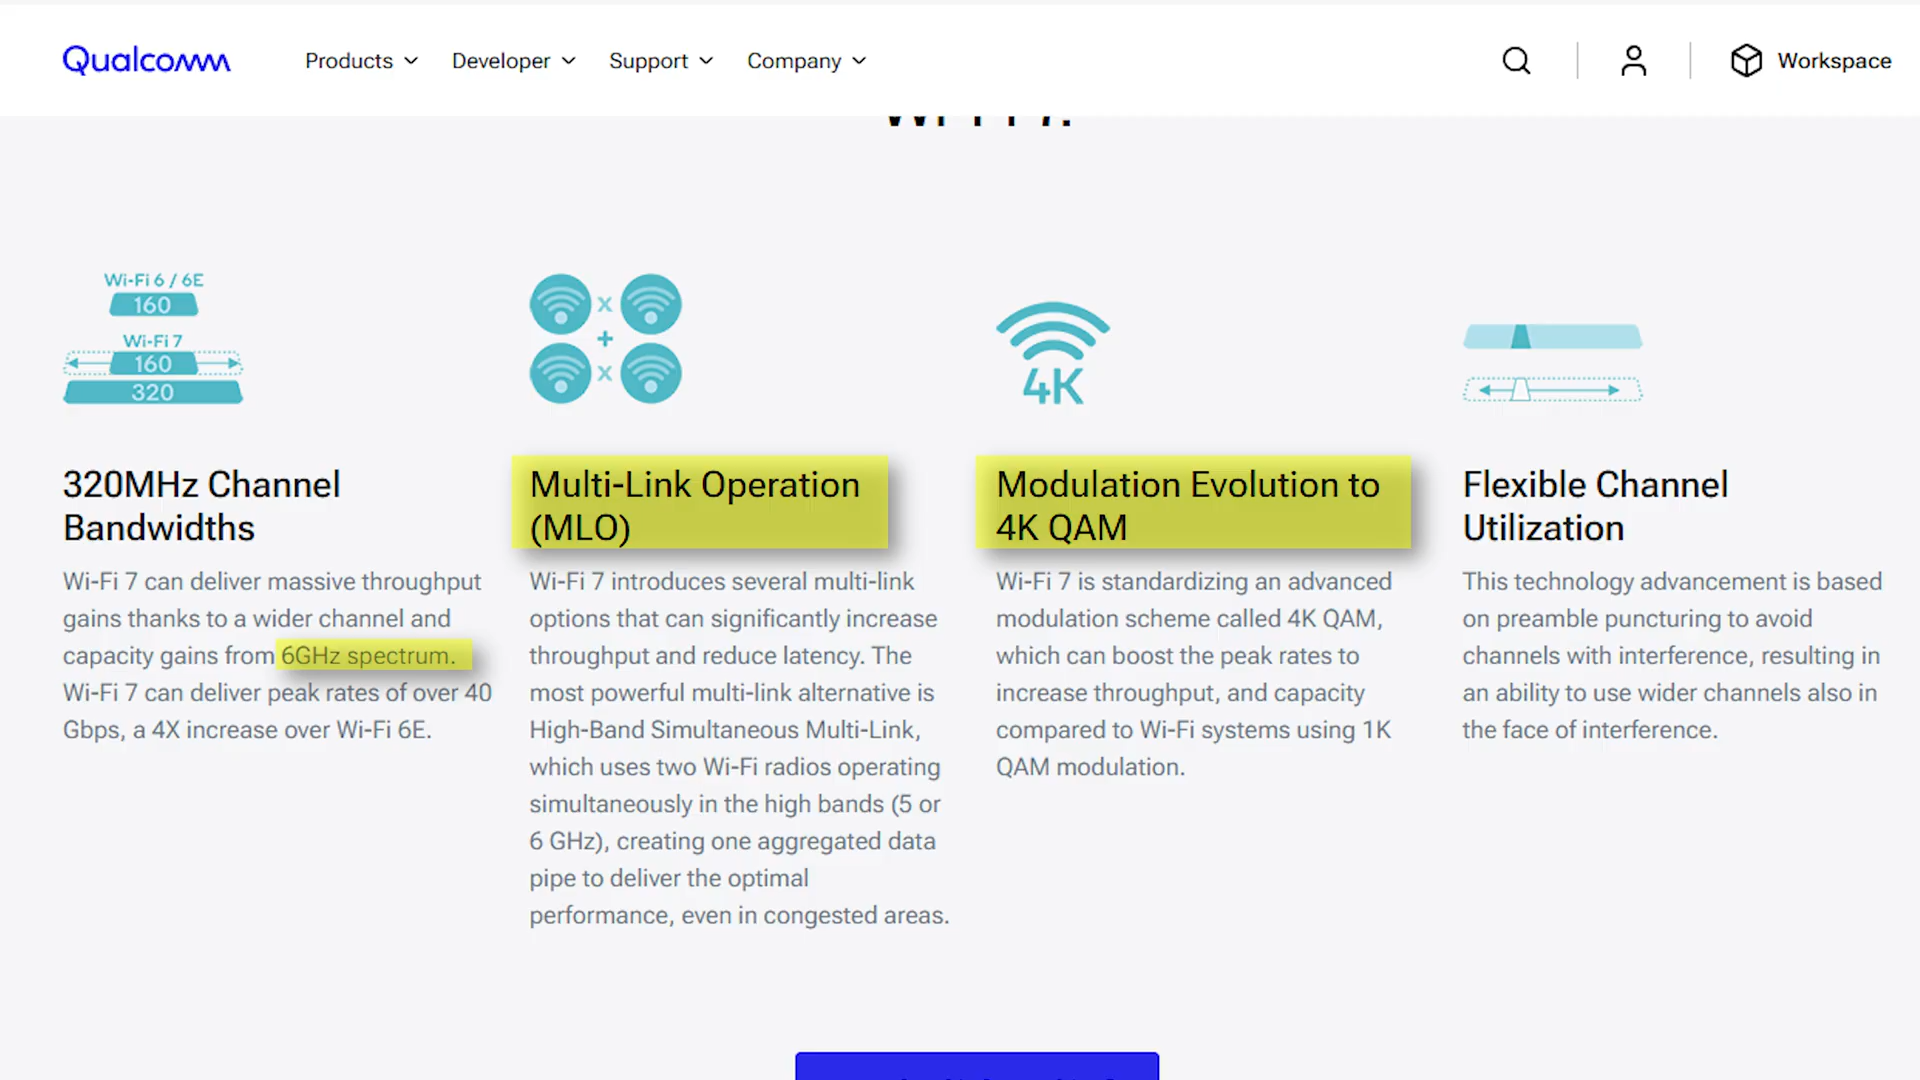 Qualcomm
Products
Developer
Support
Company
Workspace
Wi-Fi 7.
Wi-Fi 6 / 6E
160
Wi-Fi 7
160
320
320MHz Channel
Bandwidths
Wi-Fi 7 can deliver massive throughput
gains thanks to a wider channel and
capacity gains from 6GHz spectrum.
Wi-Fi 7 can deliver peak rates of over 40
Gbps, a 4X increase over Wi-Fi 6E.
x
+
x
Multi-Link Operation
(MLO)
Wi-Fi 7 introduces several multi-link
options that can significantly increase
throughput and reduce latency. The
most powerful multi-link alternative is
High-Band Simultaneous Multi-Link,
which uses two Wi-Fi radios operating
simultaneously in the high bands (5 or
6 GHz), creating one aggregated data
pipe to deliver the optimal
performance, even in congested areas.
4K
Modulation Evolution to
4K QAM
Wi-Fi 7 is standardizing an advanced
modulation scheme called 4K QAM,
which can boost the peak rates to
increase throughput, and capacity
compared to Wi-Fi systems using 1K
QAM modulation.
Flexible Channel
Utilization
This technology advancement is based
on preamble puncturing to avoid
channels with interference, resulting in
an ability to use wider channels also in
the face of interference.